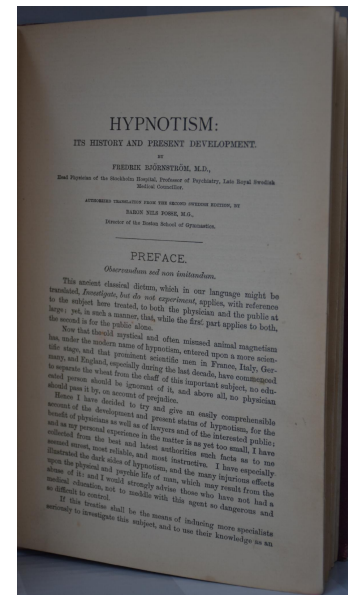 HYPNOTISM:
ITS HISTORY AND PRESENT DEVELOPMENT.
BY
FREDRIK BJÖRNSTRÖM, M.D.,
Head Physician of the Stockholm Hospital, Professor of Psychiatry, Late Royal Swedish
Medical Councillor.
AUTHORIZED TRANSLATION FROM THE SECOND SWEDISH EDITION, BY
BARON NILS POSSE, M.G.,
Director of the Boston School of Gymnastics.
PREFACE.
Observandum sed non imitandum.
This ancient classical dictum, which in our language might be
translated, Investigate, but do not experiment, applies, with reference
to the subject here treated, to both the physician and the public at
large; yet, in such a manner, that, while the first part applies to both,
the second is for the public alone.
Now that the would mystical and often misused animal magnetism
has, under the modern name of hypnotism, entered upon a more scien-
tific stage, and that prominent scientific men in France, Italy, Ger-
many, and England, especially during the last decade, have commenced
to separate the wheat from the chaff of this important subject, no edu-
cated person should be ignorant of it, and above all, no physician
should pass it by, on account of prejudice.
Hence I have decided to try and give an easily comprehensible
account of the development and present status of hypnotism, for the
benefit of physicians as well as of lawyers and of the interested public;
and as my personal experience in the matter is as yet too small, I have
collected from the best and latest authorities such facts as to me
seemed surest, most reliable, and most instructive. I have especially
illustrated the dark sides of hypnotism, and the many injurious effects
upon the physical and psychic life of man, which may result from the
abuse of it; and I would strongly advise those who have not had a
medical education, not to meddle with this agent so dangerous and
so difficult to control.
If this treatise shall be the means of inducing more specialists
seriously to investigate this subject, and to use their knowledge as an